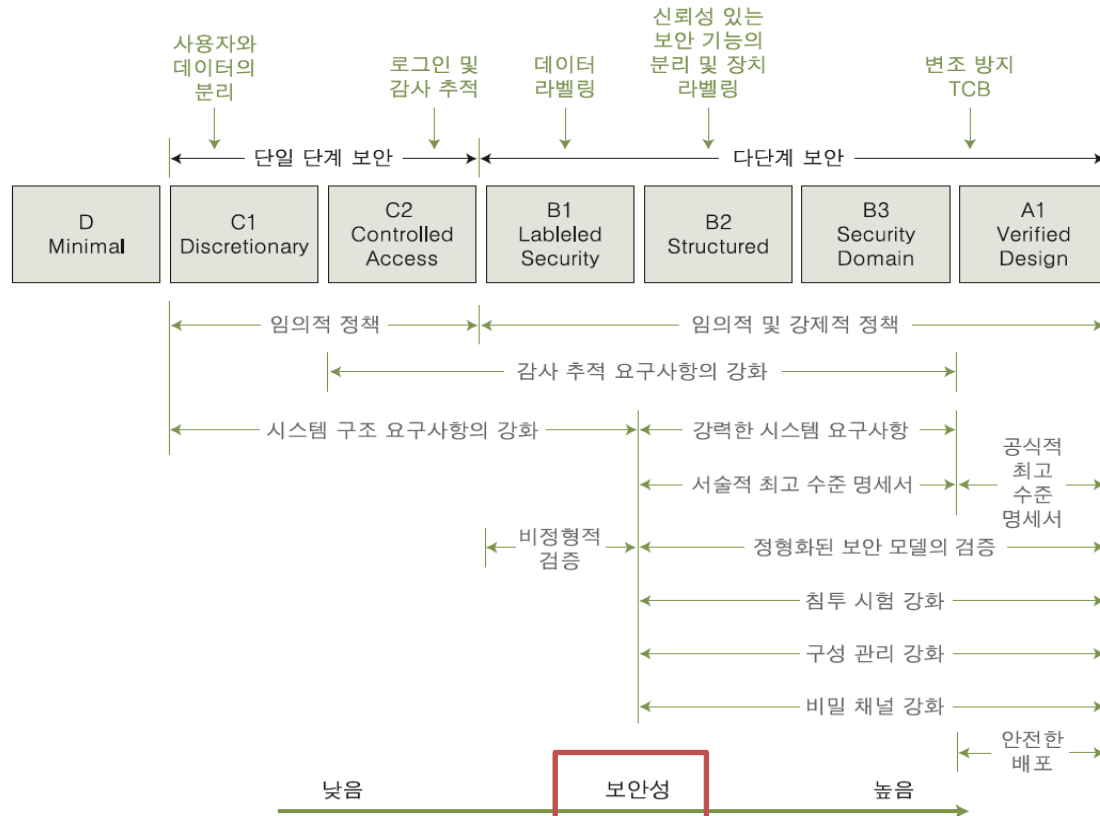 사용자와
데이터의
분리
로그인 및
감사 추적
데이터
라벨링
신뢰성 있는
보안 기능의
분리 및 장치
라벨링
변조 방지
TCB
단일 단계 보안
다단계 보안
D
Minimal
C1
Discretionary
C2
Controlled
Access
B1
Lableled
Security
B2
Structured
B3
Security
Domain
A1
Verified
Design
임의적 정책
임의적 및 강제적 정책
감사 추적 요구사항의 강화
시스템 구조 요구사항의 강화
강력한 시스템 요구사항
서술적 최고 수준 명세서
공식적
최고
수준
명세서
비정형적
검증
정형화된 보안 모델의 검증
침투 시험 강화
구성 관리 강화
비밀 채널 강화
안전한
배포
낮음
보안성
높음